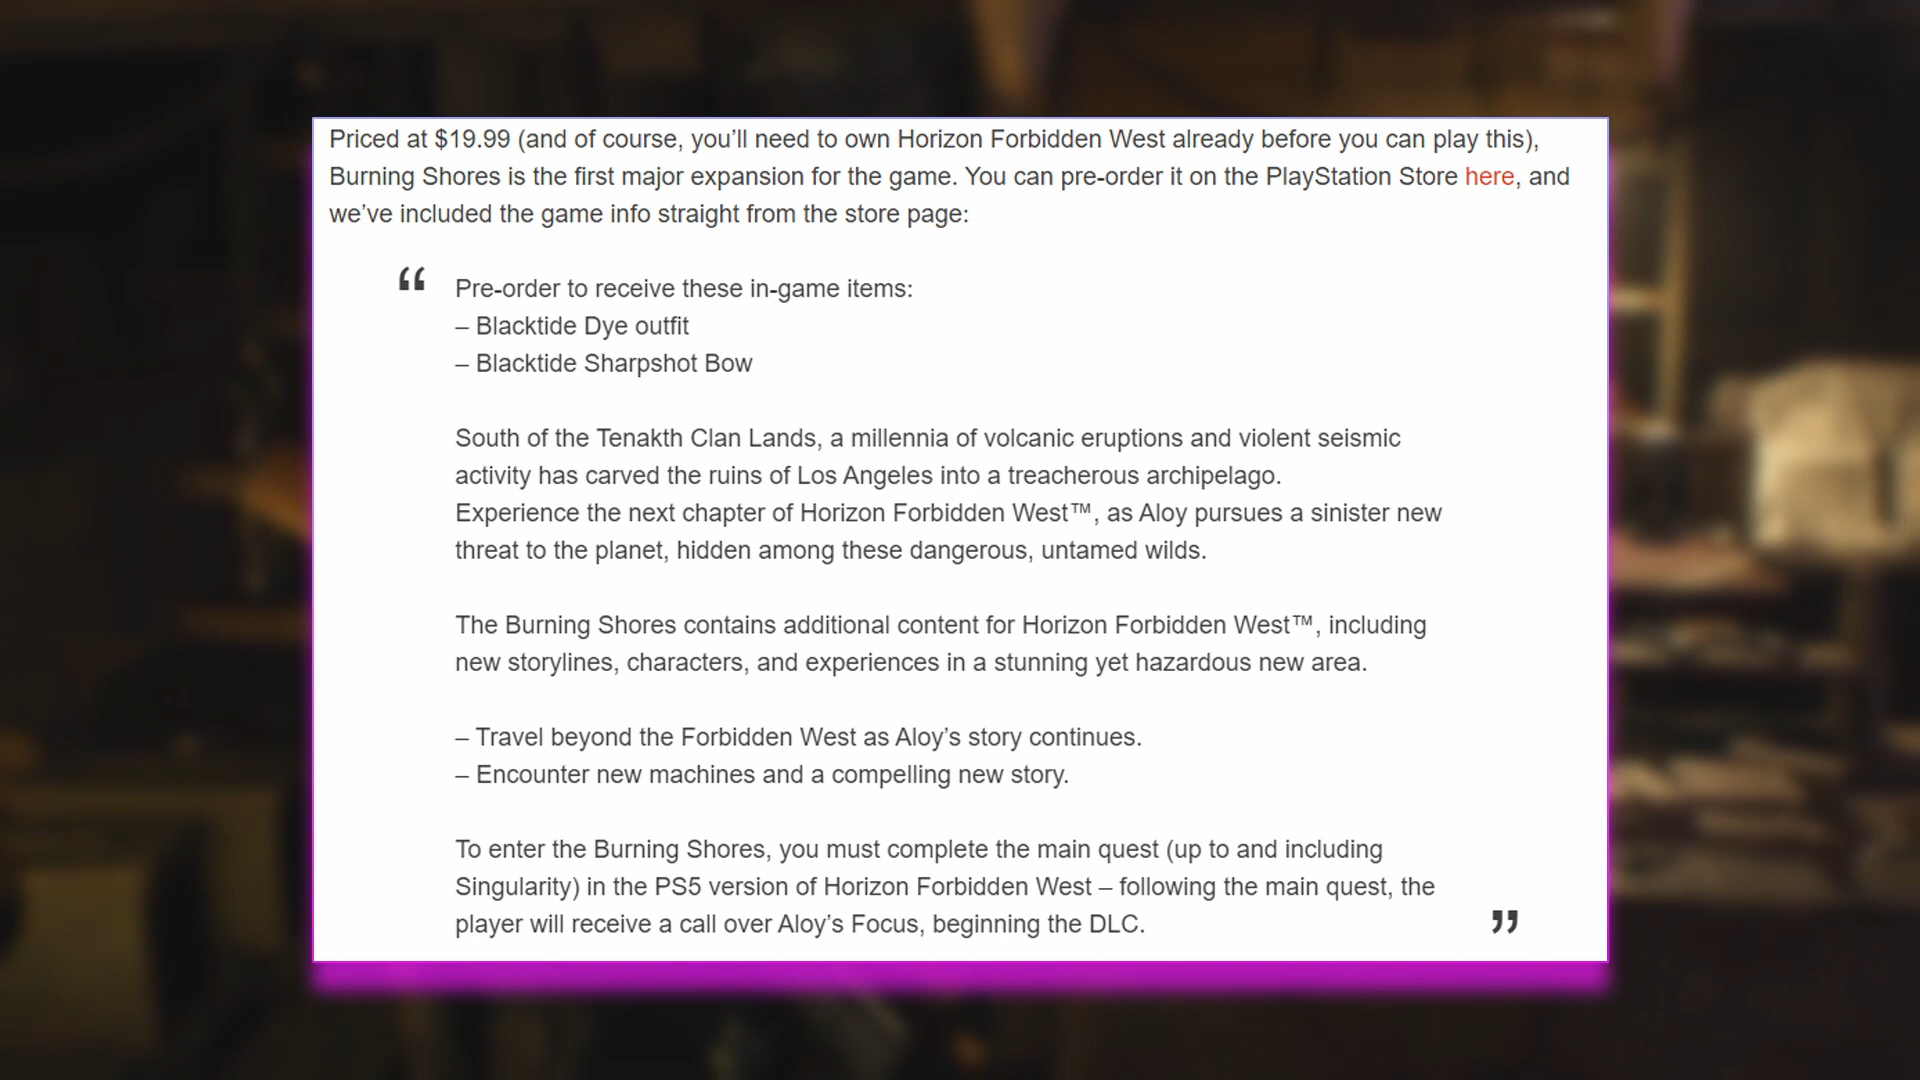 Priced at $19.99 (and of course, you’ll need to own Horizon Forbidden West already before you can play this),
Burning Shores is the first major expansion for the game. You can pre-order it on the PlayStation Store here, and
we’ve included the game info straight from the store page:
“ Pre-order to receive these in-game items:
– Blacktide Dye outfit
– Blacktide Sharpshot Bow
South of the Tenakth Clan Lands, a millennia of volcanic eruptions and violent seismic
activity has carved the ruins of Los Angeles into a treacherous archipelago.
Experience the next chapter of Horizon Forbidden West™, as Aloy pursues a sinister new
threat to the planet, hidden among these dangerous, untamed wilds.
The Burning Shores contains additional content for Horizon Forbidden West™, including
new storylines, characters, and experiences in a stunning yet hazardous new area.
– Travel beyond the Forbidden West as Aloy’s story continues.
– Encounter new machines and a compelling new story.
To enter the Burning Shores, you must complete the main quest (up to and including
Singularity) in the PS5 version of Horizon Forbidden West – following the main quest, the
player will receive a call over Aloy’s Focus, beginning the DLC. ”